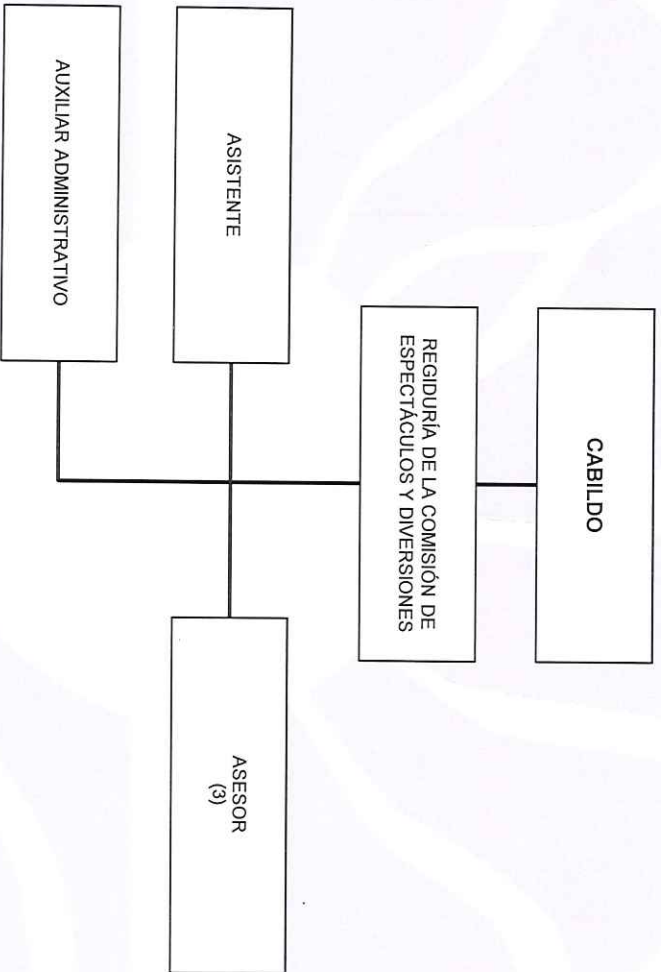 CABILDO
REGIDURÍA DE LA COMISIÓN DE
ESPECTÁCULOS Y DIVERSIONES
ASISTENTE
ASESOR
(3)
AUXILIAR ADMINISTRATIVO